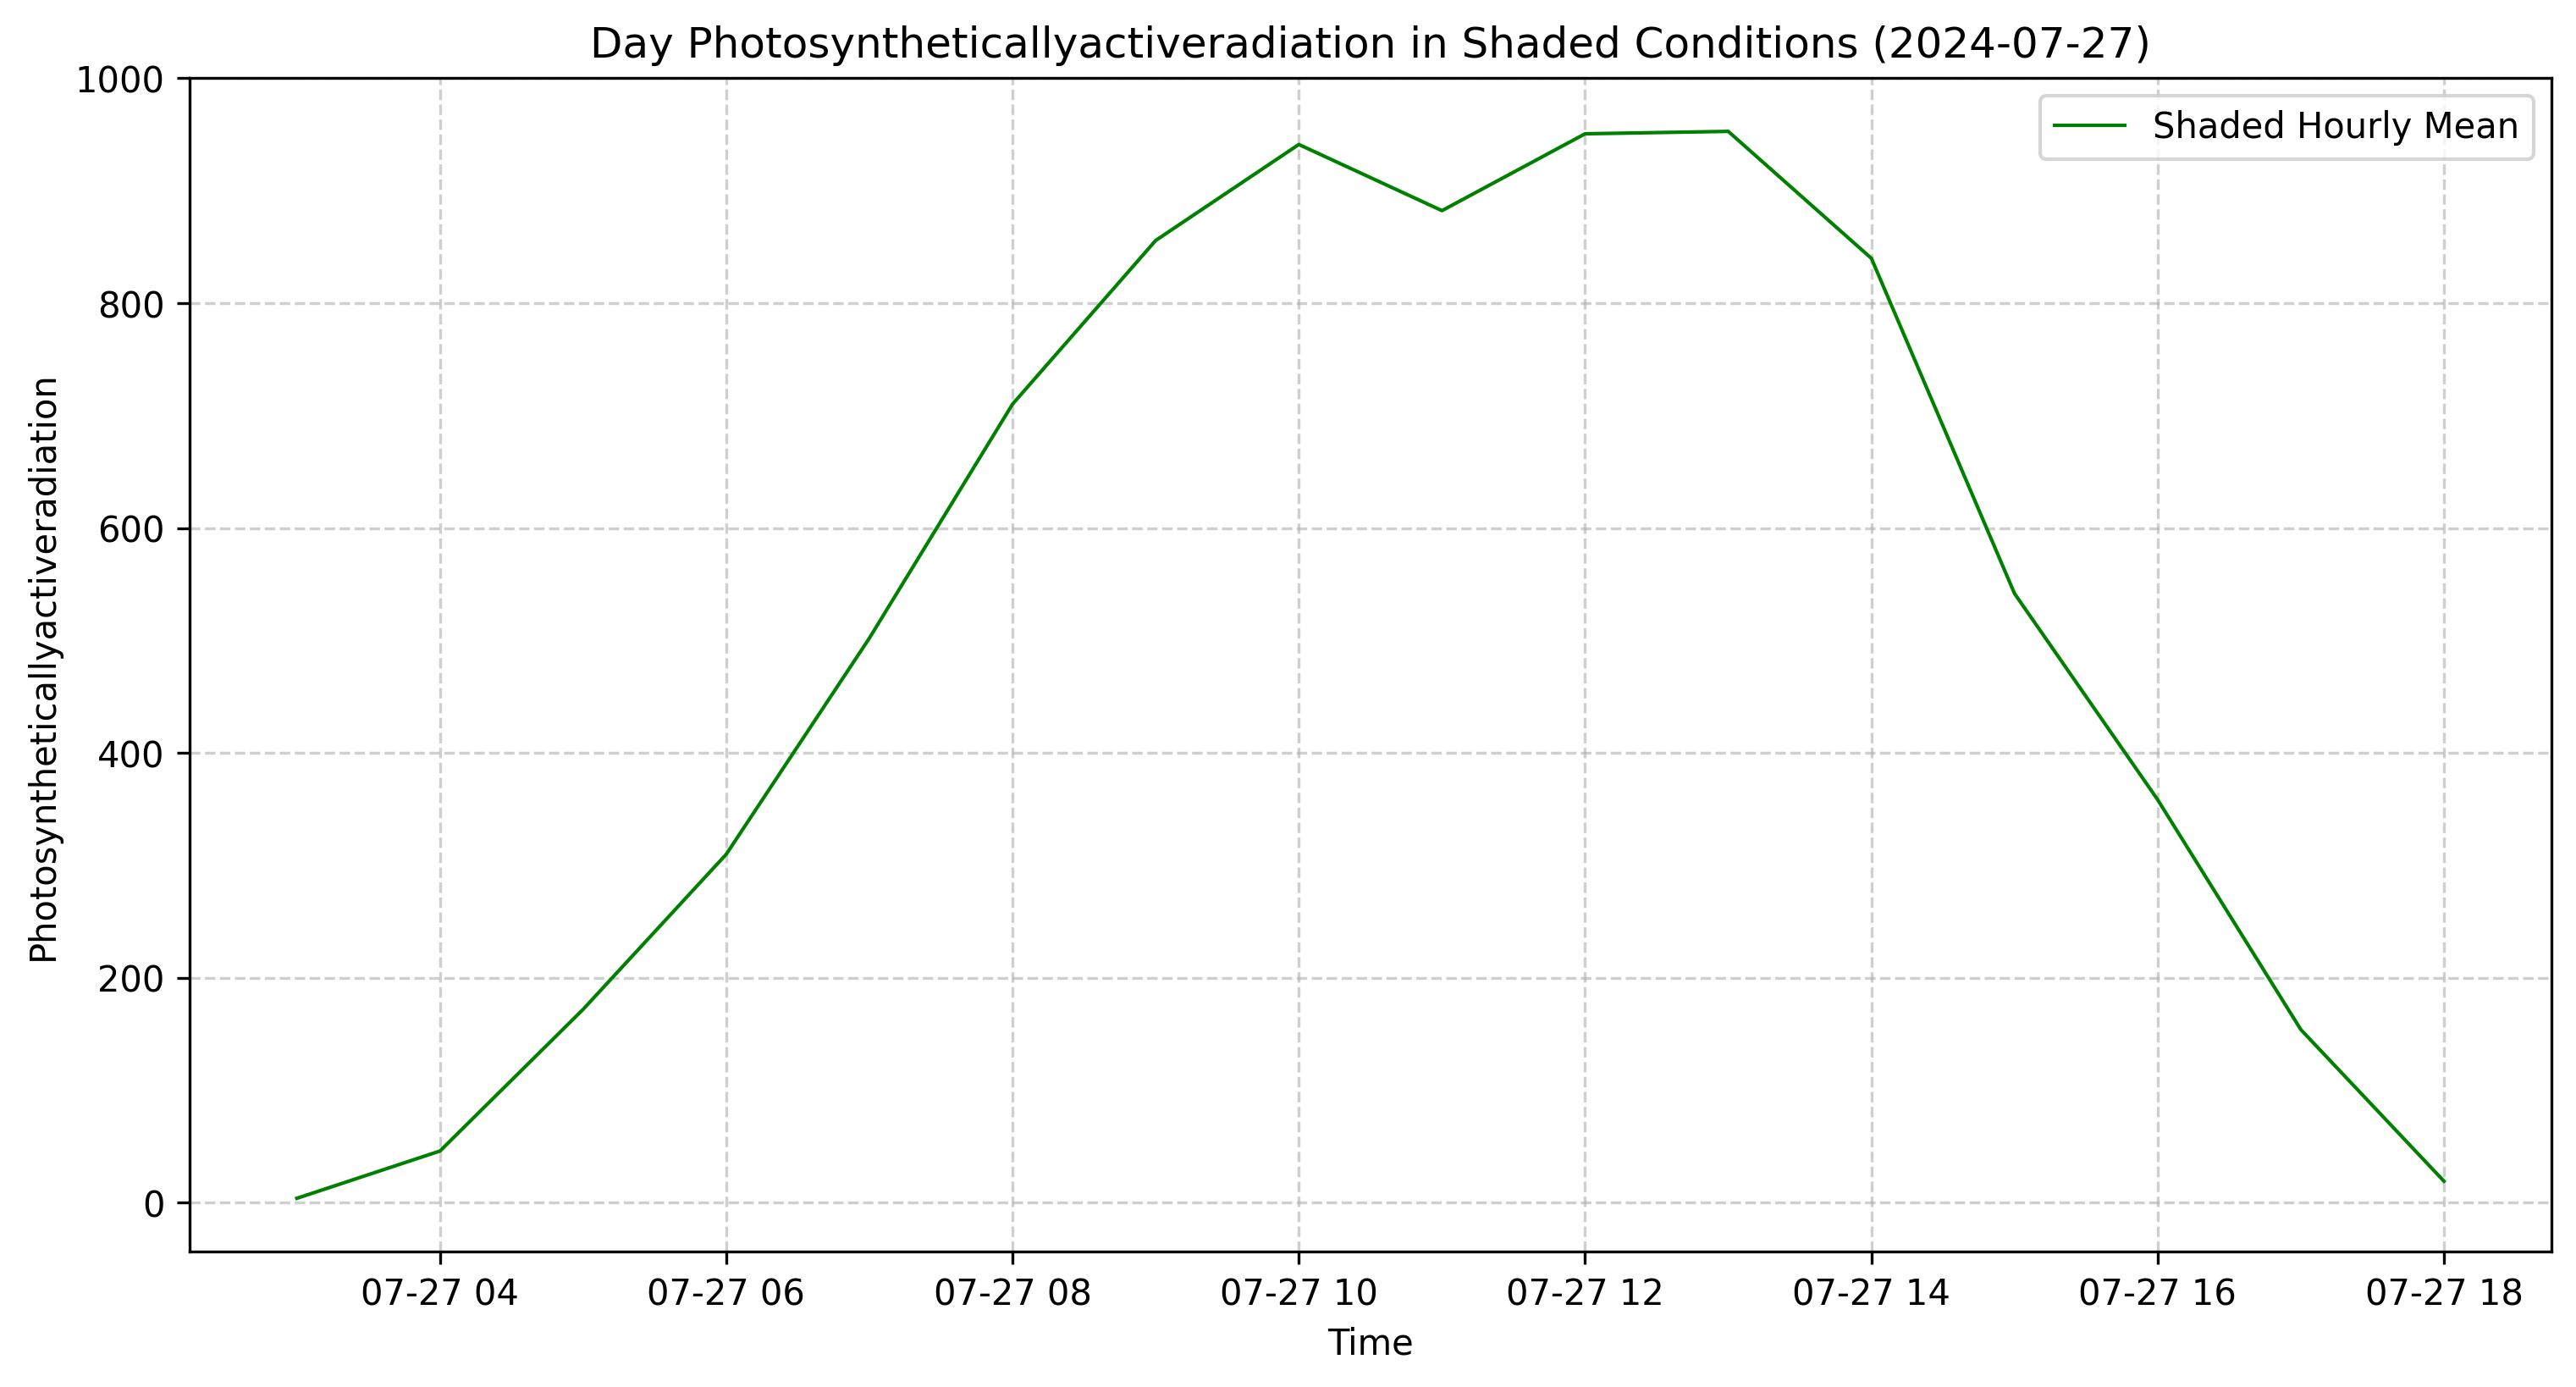 Day Photosyntheticallyactiveradiation in Shaded Conditions (2024-07-27)
Shaded Hourly Mean
Photosyntheticallyactiveradiation
1000
800
600
400
200
0
07-27 04 07-27 06 07-27 08 07-27 10 07-27 12 07-27 14 07-27 16 07-27 18
Time